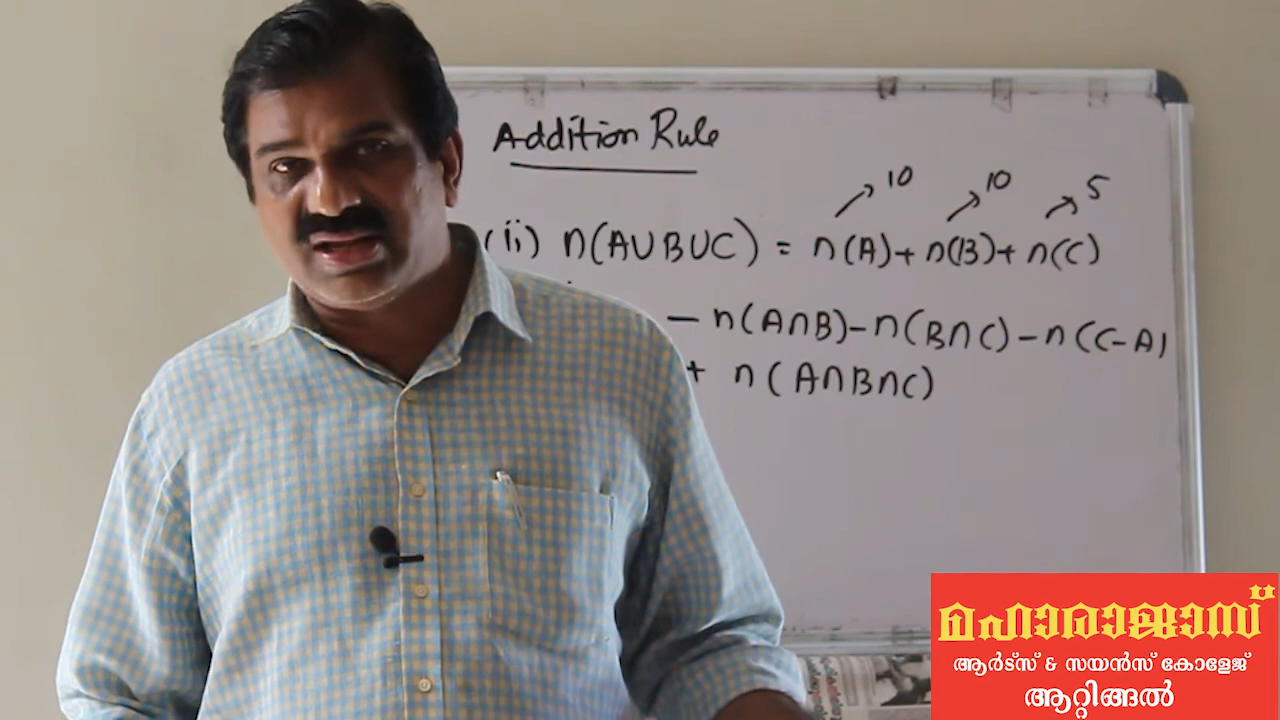 Addition Rule
10 10 5
(ii) n(A∪B∪C) = n(A)+ n(B)+ n(C)
– n(A∩B)–n(B∩C)–n(C–A)
+ n(A∩B∩C)
മഹാരാജാസ്
ആർട്സ് & സയൻസ് കോളേജ്
ആറ്റിങ്ങൽ